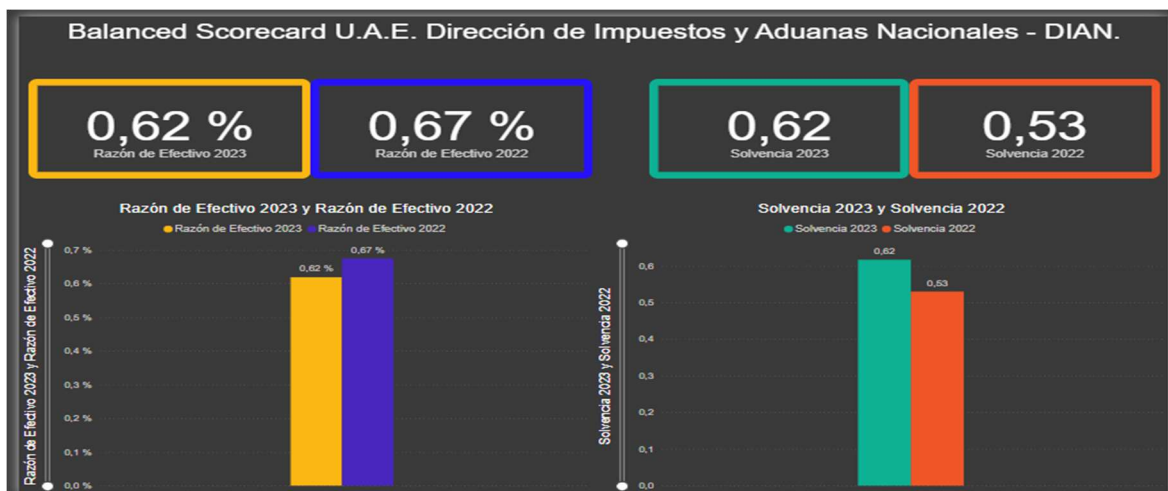 Balanced Scorecard U.A.E. Dirección de Impuestos y Aduanas Nacionales - DIAN.
0,62 %
Razón de Efectivo 2023
0,67 %
Razón de Efectivo 2022
0,62
Solvencia 2023
0,53
Solvencia 2022
Razón de Efectivo 2023 y Razón de Efectivo 2022
Razón de Efectivo 2023 Razón de Efectivo 2022
Razón de Efectivo 2023 y Razón de Efectivo 2022
0,7 %
0,6 %
0,5 %
0,4 %
0,3 %
0,2 %
0,1 %
0,0 %
0,62 %
0,67 %
Solvencia 2023 y Solvencia 2022
Solvencia 2023 Solvencia 2022
Solvencia 2023 y Solvencia 2022
0,6
0,5
0,4
0,3
0,2
0,1
0,0
0,62
0,53